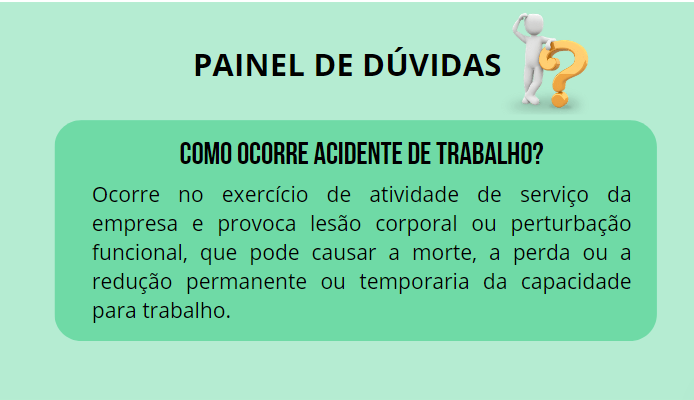 PAINEL DE DÚVIDAS
COMO OCORRE ACIDENTE DE TRABALHO?
Ocorre no exercício de atividade de serviço da
empresa e provoca lesão corporal ou perturbação
funcional, que pode causar a morte, a perda ou a
redução permanente ou temporaria da capacidade
para trabalho.